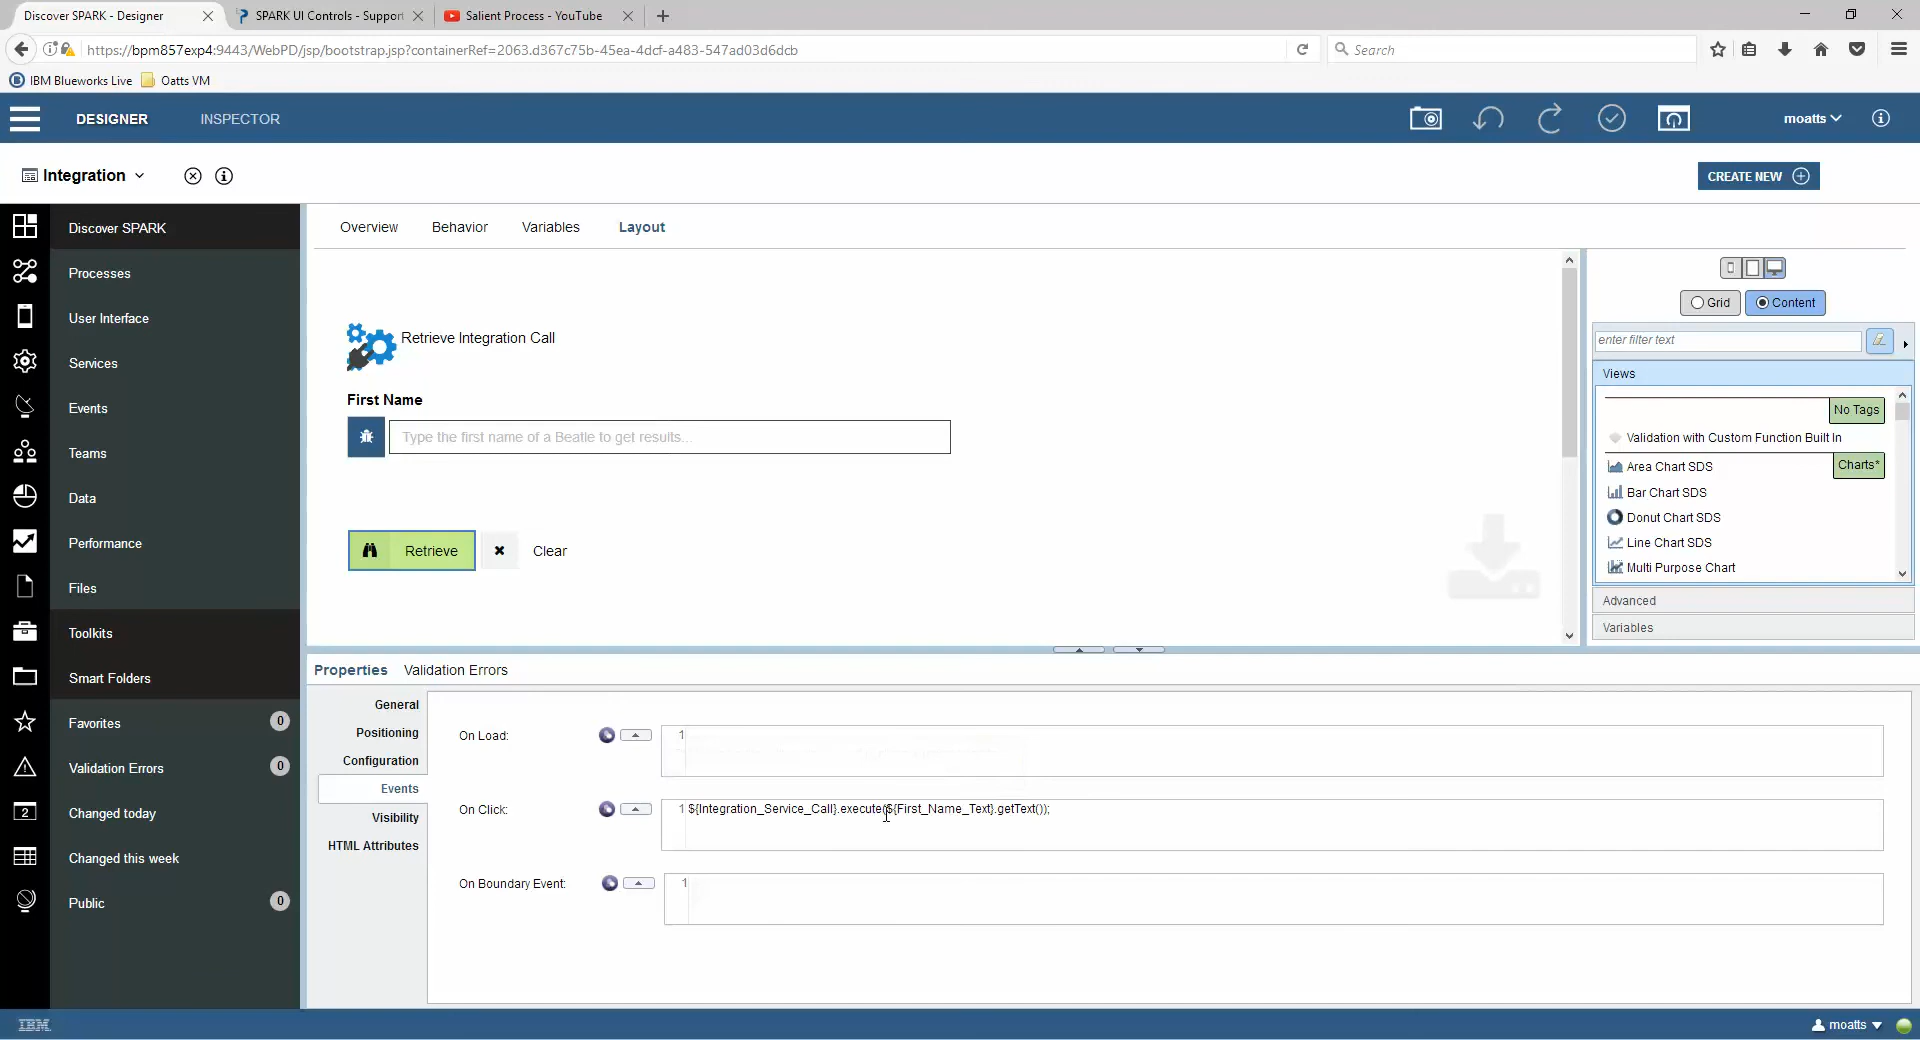 Discover SPARK - Designer
SPARK UI Controls - Support
Salient Process - YouTube
https://bpm857exp4:9443/WebPD/jsp/bootstrap.jsp?containerRef=2063.d367c75b-45ea-4dcf-a483-547ad03d6dcb
Search
IBM Blueworks Live
Oatts VM
DESIGNER
INSPECTOR
moatts
Integration
CREATE NEW
Discover SPARK
Processes
User Interface
Services
Events
Teams
Data
Performance
Files
Toolkits
Smart Folders
Favorites 0
Validation Errors 0
Changed today
Changed this week
Public 0
Overview
Behavior
Variables
Layout
Retrieve Integration Call
First Name
Type the first name of a Beatle to get results...
Retrieve
Clear
Grid
Content
enter filter text
Views
No Tags
Validation with Custom Function Built In
Charts*
Area Chart SDS
Bar Chart SDS
Donut Chart SDS
Line Chart SDS
Multi Purpose Chart
Advanced
Variables
Properties
Validation Errors
General
Positioning
Configuration
Events
Visibility
HTML Attributes
On Load:
1
On Click:
1 ${Integration_Service_Call}.execute(${First_Name_Text}.getText());
On Boundary Event:
1
2
IBM
moatts